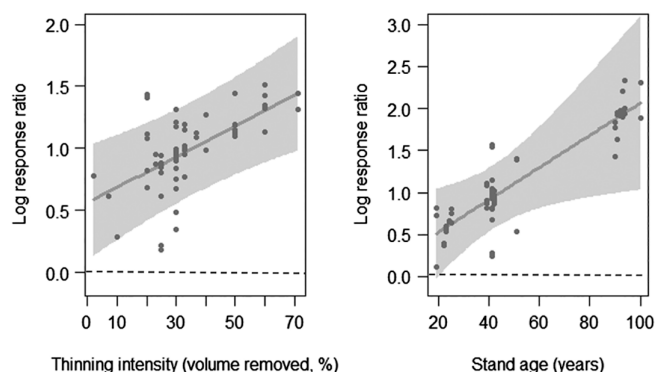 2.0
1.5
1.0
0.5
0.0
Log response ratio
0 10 30 50 70
Thinning intensity (volume removed, %)
3.0
2.5
2.0
1.5
1.0
0.5
0.0
Log response ratio
20 40 60 80 100
Stand age (years)